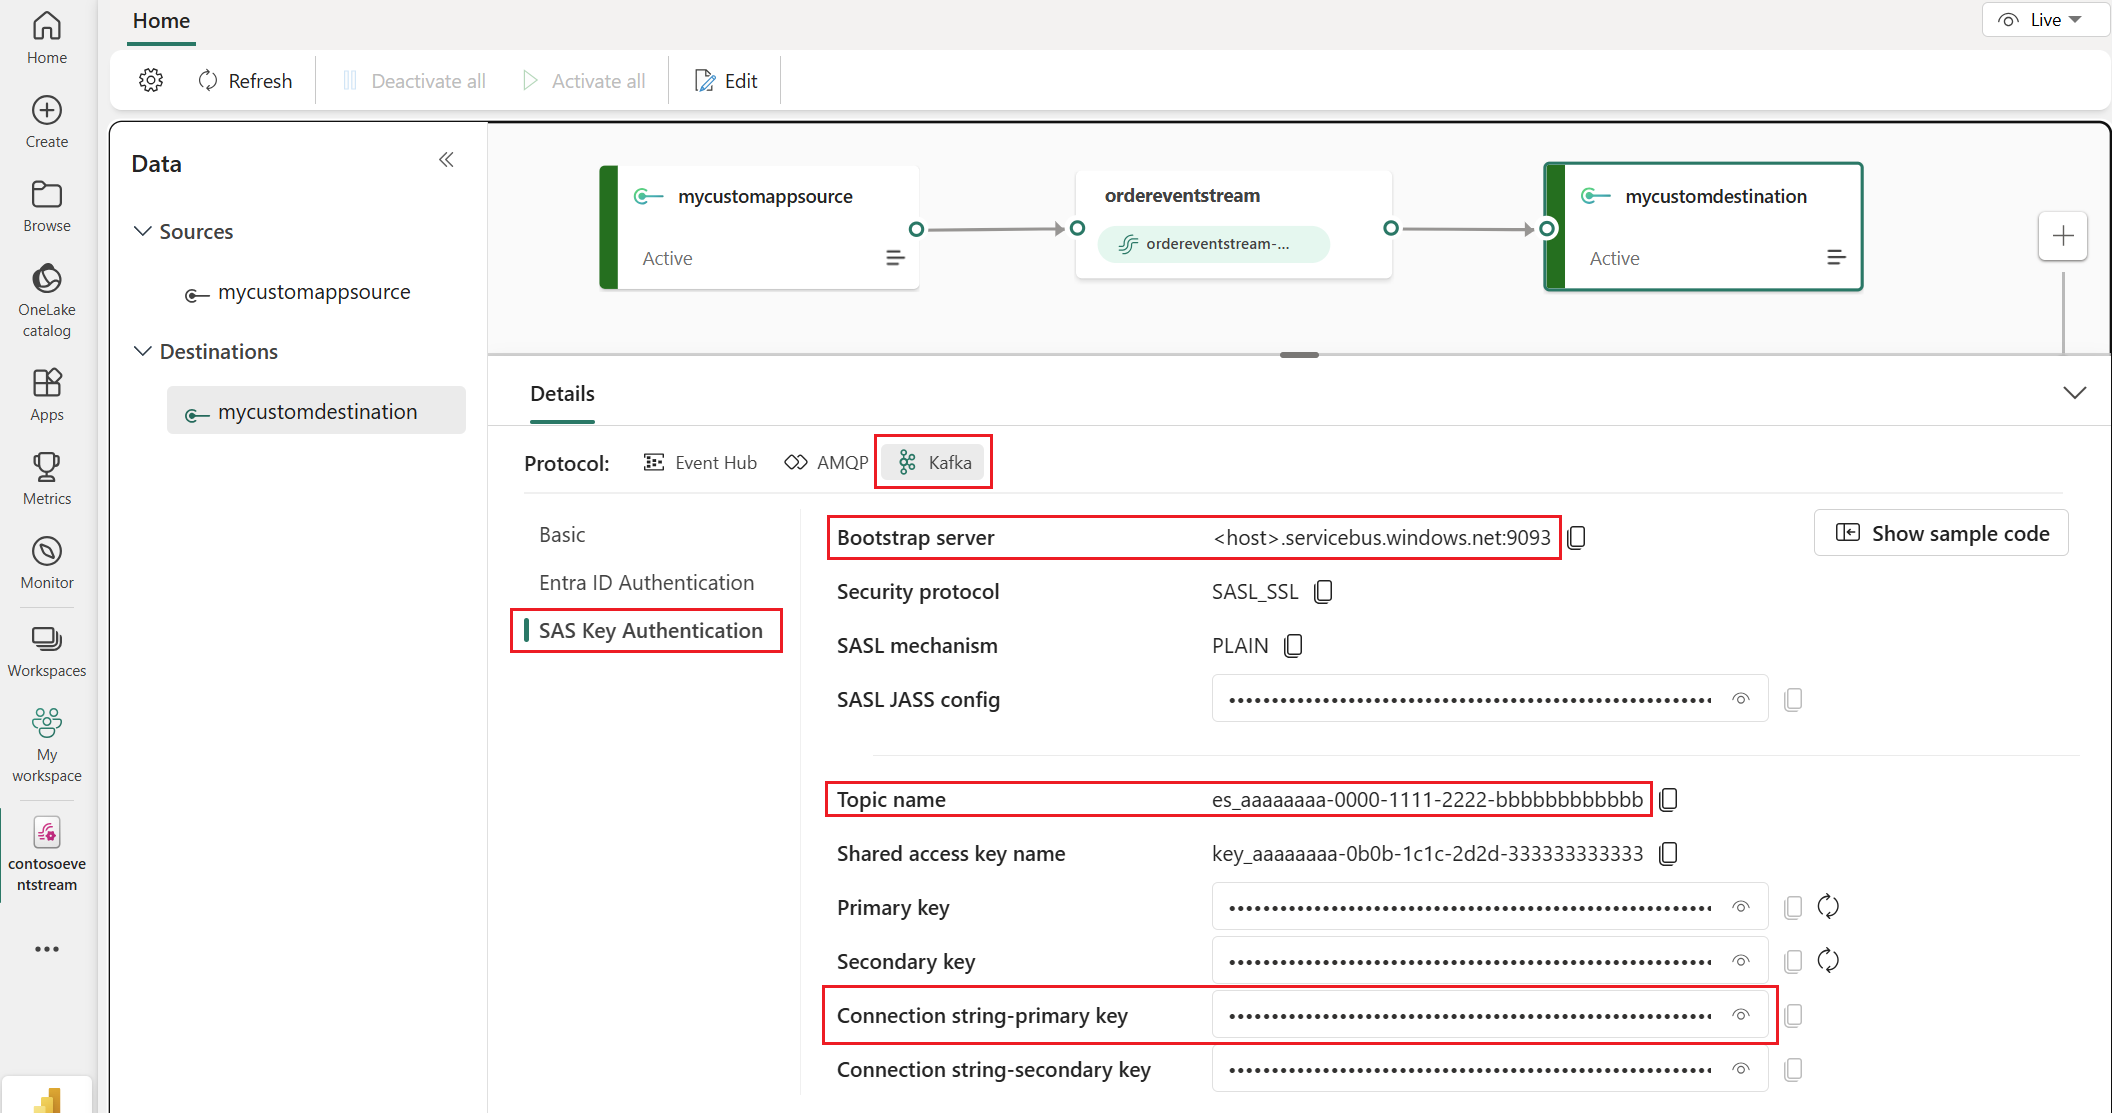 Home
Live
Refresh
Deactivate all
Activate all
Edit
Home
Create
Browse
OneLake
catalog
Apps
Metrics
Monitor
Workspaces
My
workspace
contosoeve
ntstream
Data
Sources
mycustomappsource
Destinations
mycustomdestination
mycustomappsource
Active
ordereventstream
ordereventstream-...
mycustomdestination
Active
Details
Protocol:
Event Hub
AMQP
Kafka
Basic
Entra ID Authentication
SAS Key Authentication
Bootstrap server <host>.servicebus.windows.net:9093
Show sample code
Security protocol SASL_SSL
SASL mechanism PLAIN
SASL JASS config
Topic name es_aaaaaaaa-0000-1111-2222-bbbbbbbbbbbb
Shared access key name key_aaaaaaaa-0b0b-1c1c-2d2d-333333333333
Primary key
Secondary key
Connection string-primary key
Connection string-secondary key